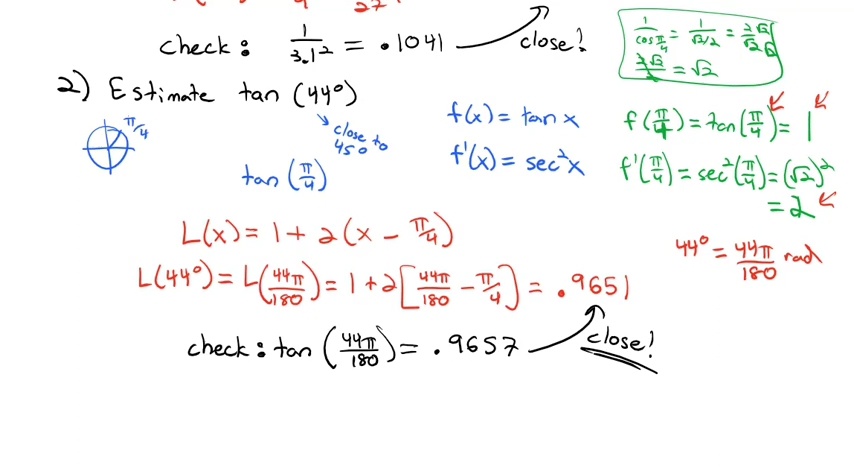 27
check: 1/3.1² = .1041 close!
1/cos π/4 = 1/√2/2 = 2√2/√2√2
2√2/2 = √2
2) Estimate tan (44°)
π/4
close to
45°
tan (π/4)
f(x) = tan x
f'(x) = sec²x
f(π/4) = tan(π/4) = 1
f'(π/4) = sec²(π/4) = (√2)²
= 2
L(x) = 1 + 2(x − π/4)
44° = 44π/180 rad
L(44°) = L(44π/180) = 1 + 2[44π/180 − π/4] = .9651
check: tan (44π/180) = .9657 close!